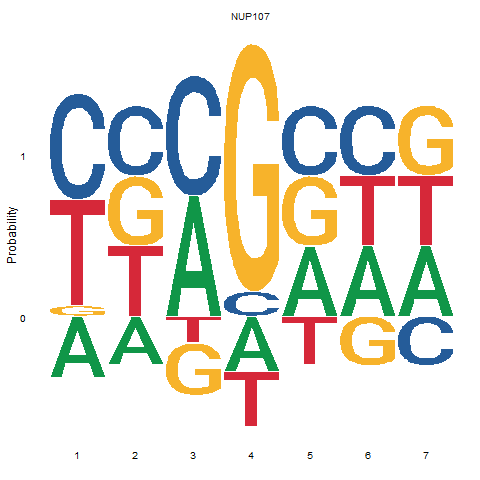 NUP107
Probability
1
0
C C C G C C G
T G A C G T T
G T T A A A A
A A G T T G C
1 2 3 4 5 6 7